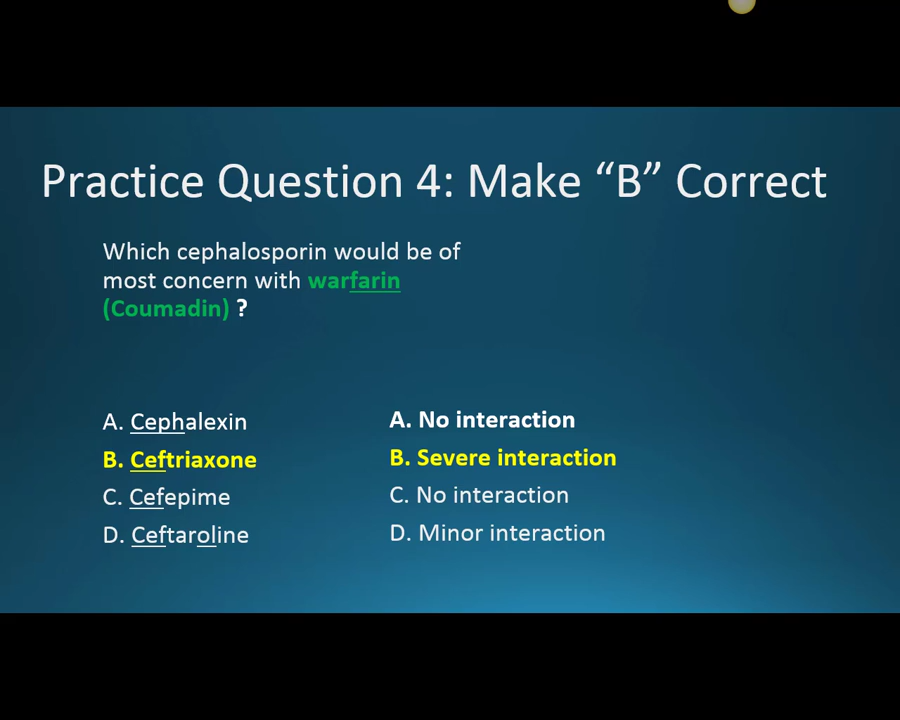 Practice Question 4: Make “B” Correct
Which cephalosporin would be of
most concern with warfarin
(Coumadin) ?
A. Cephalexin
B. Ceftriaxone
C. Cefepime
D. Ceftaroline
A. No interaction
B. Severe interaction
C. No interaction
D. Minor interaction